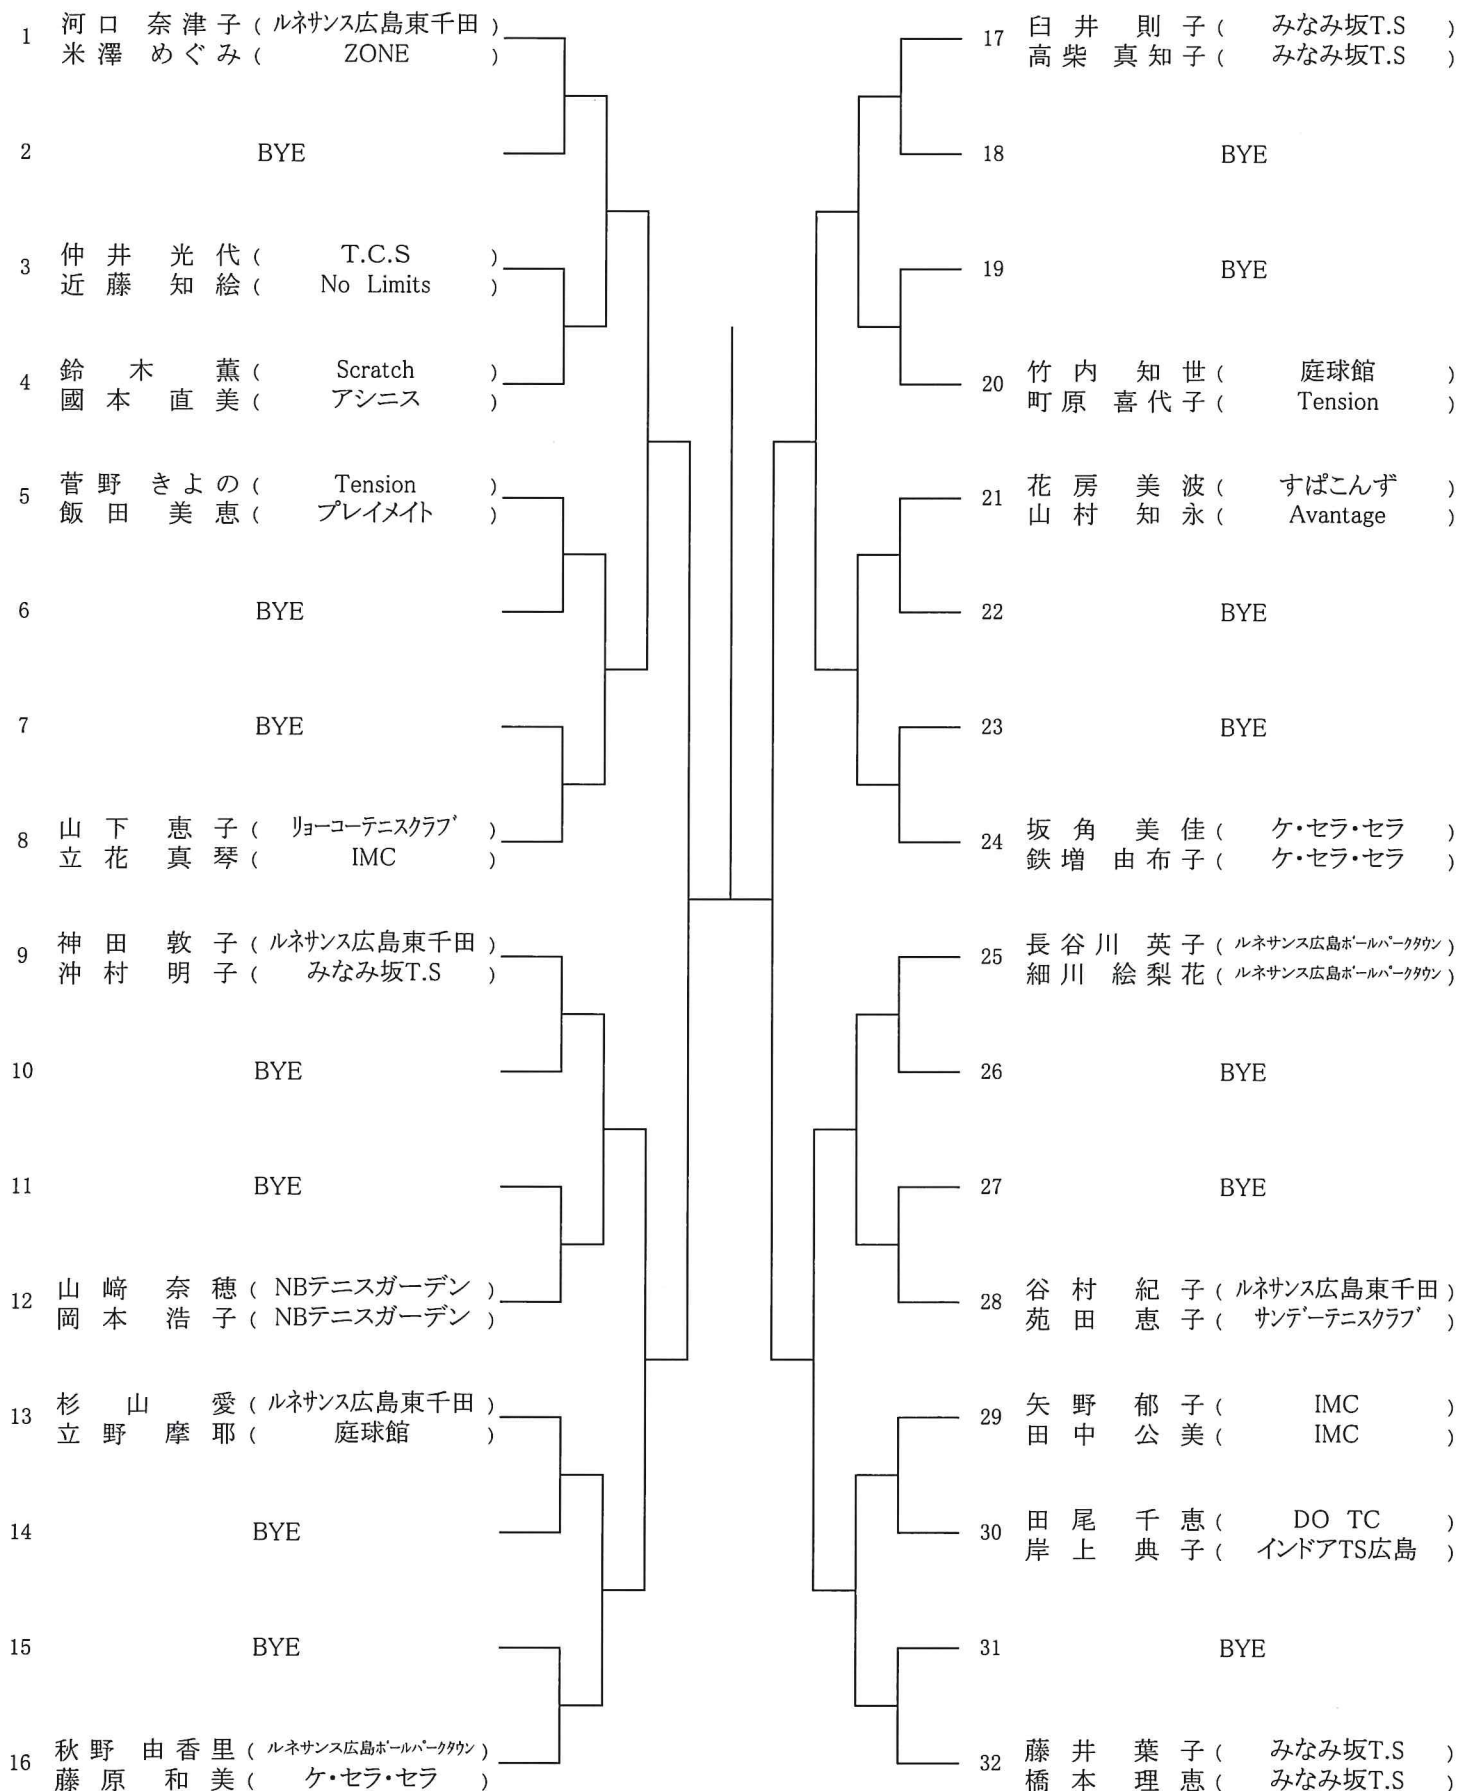 1 河口 奈津子 ( ルネサンス広島東千田 )
米澤 めぐみ ( ZONE )
2 BYE
3 仲井 光代 ( T.C.S )
近藤 知絵 ( No Limits )
4 鈴木 薫 ( Scratch )
國本 直美 ( アシニス )
5 菅野 きよの ( Tension )
飯田 美恵 ( プレイメイト )
6 BYE
7 BYE
8 山下 恵子 ( リョーコーテニスクラブ )
立花 真琴 ( IMC )
9 神田 敦子 ( ルネサンス広島東千田 )
沖村 明子 ( みなみ坂T.S )
10 BYE
11 BYE
12 山﨑 奈穂 ( NBテニスガーデン )
岡本 浩子 ( NBテニスガーデン )
13 杉山 愛 ( ルネサンス広島東千田 )
立野 摩耶 ( 庭球館 )
14 BYE
15 BYE
16 秋野 由香里 ( ルネサンス広島ボールパークタウン )
藤原 和美 ( ケ・セラ・セラ )
17 臼井 則子 ( みなみ坂T.S )
高柴 真知子 ( みなみ坂T.S )
18 BYE
19 BYE
20 竹内 知世 ( 庭球館 )
町原 喜代子 ( Tension )
21 花房 美波 ( すぱこんず )
山村 知永 ( Avantage )
22 BYE
23 BYE
24 坂角 美佳 ( ケ・セラ・セラ )
鉄増 由布子 ( ケ・セラ・セラ )
25 長谷川 英子 ( ルネサンス広島ボールパークタウン )
細川 絵梨花 ( ルネサンス広島ボールパークタウン )
26 BYE
27 BYE
28 谷村 紀子 ( ルネサンス広島東千田 )
苑田 恵子 ( サンデーテニスクラブ )
29 矢野 郁子 ( IMC )
田中 公美 ( IMC )
30 田尾 千恵 ( DO TC )
岸上 典子 ( インドアTS広島 )
31 BYE
32 藤井 葉子 ( みなみ坂T.S )
橋本 理恵 ( みなみ坂T.S )